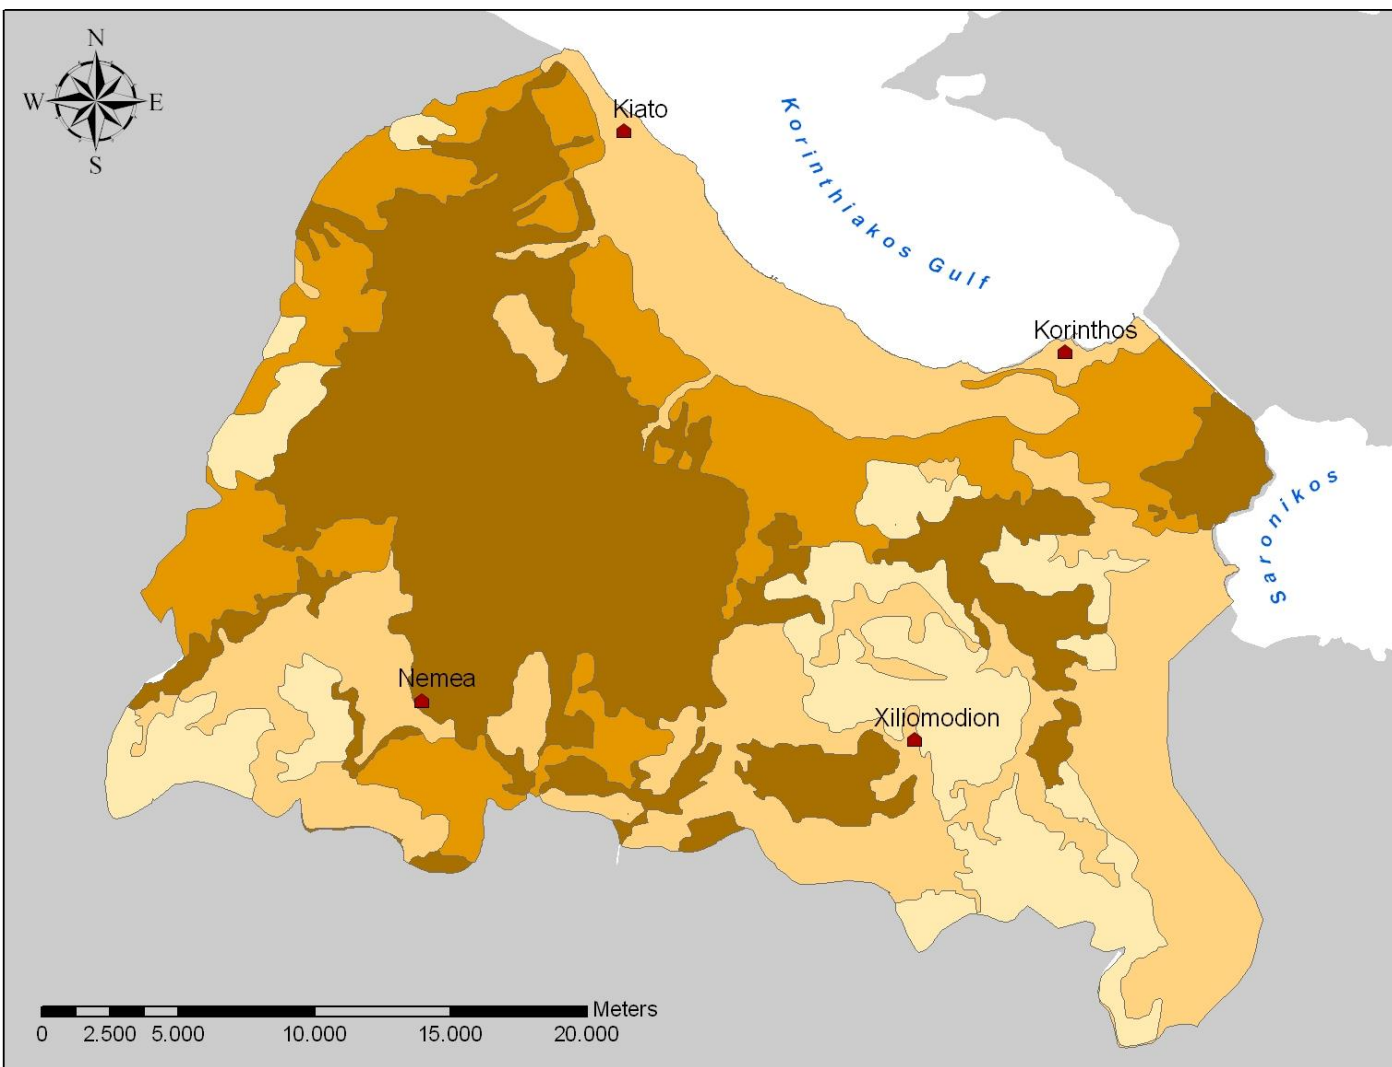 N
W E
S
Kiato
Korinthiakos Gulf
Korinthos
Saronikos
Nemea
Xiliomodion
Meters
0 2.500 5.000 10.000 15.000 20.000